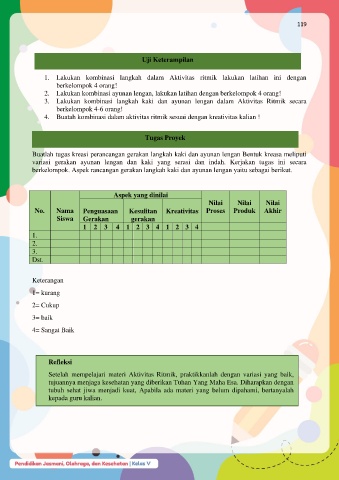 119
Uji Keterampilan
1. Lakukan kombinasi langkah dalam Aktivitas ritmik lakukan latihan ini dengan
berkelompok 4 orang!
2. Lakukan kombinasi ayunan lengan, lakukan latihan dengan berkelompok 4 orang!
3. Lakukan kombinasi langkah kaki dan ayunan lengan dalam Aktivitas Ritmik secara
berkelompok 4-6 orang!
4. Buatah kombinasi dalam aktivitas ritmik sesuai dengan kreativitas kalian !
Tugas Proyek
Buatlah tugas kreasi perancangan gerakan langkah kaki dan ayunan lengan Bentuk kreasu meliputi
variasi gerakan ayunan lengan dan kaki yang serasi dan indah. Kerjakan tugas ini secara
berkelompok. Aspek rancangan gerakan langkah kaki dan ayunan lengan yaitu sebagai berikut.
Aspek yang dinilai
No. Nama Siswa Penguasaan Gerakan Kesulitan gerakan Kreativitas Nilai Proses Nilai Produk Nilai Akhir
1 2 3 4 1 2 3 4 1 2 3 4
1.
2.
3.
Dst.
Keterangan
1= kurang
2= Cukup
3= baik
4= Sangat Baik
Refleksi
Setelah mempelajari materi Aktivitas Ritmik, praktikkanlah dengan variasi yang baik,
tujuannya menjaga kesehatan yang diberikan Tuhan Yang Maha Esa. Diharapkan dengan
tubuh sehat jiwa menjadi kuat, Apabila ada materi yang belum dipahami, bertanyalah
kepada guru kalian.
Pendidikan Jasmani, Olahraga, dan Kesehatan | Kelas V